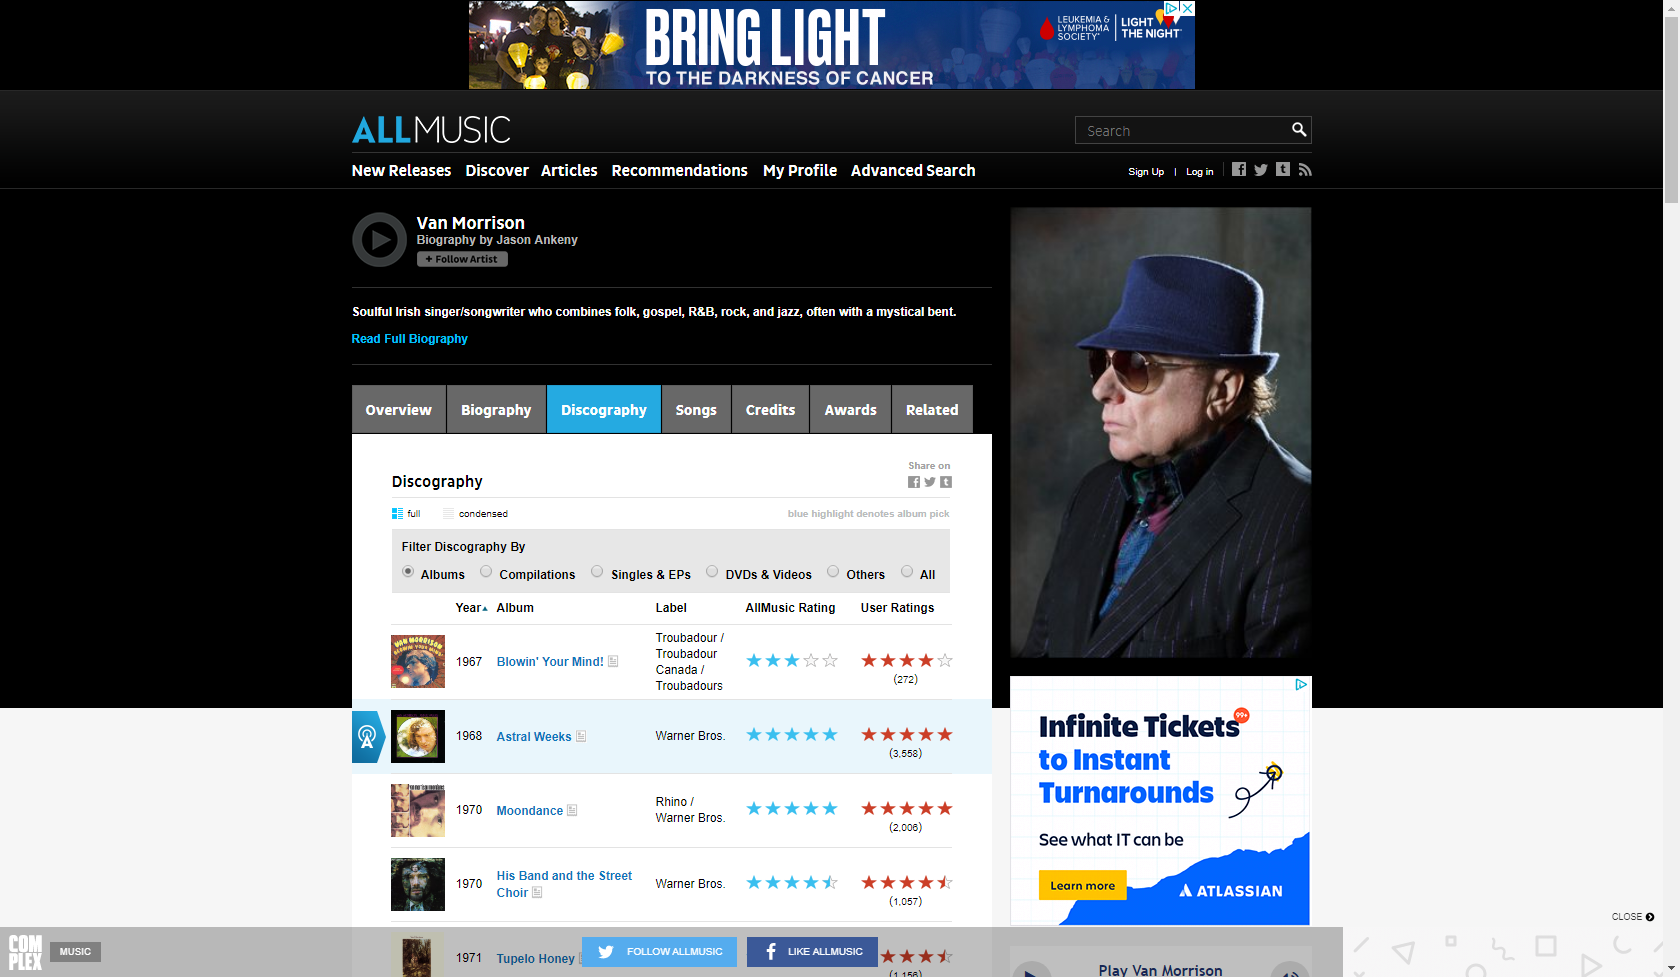 BRING LIGHT
TO THE DARKNESS OF CANCER
LEUKEMIA &
LYMPHOMA
SOCIETY
LIGHT
THE NIGHT
ALLMUSIC
Search
New Releases Discover Articles Recommendations My Profile Advanced Search
Sign Up | Log in
Van Morrison
Biography by Jason Ankeny
+ Follow Artist
Soulful Irish singer/songwriter who combines folk, gospel, R&B, rock, and jazz, often with a mystical bent.
Read Full Biography
Overview Biography Discography Songs Credits Awards Related
Share on
Discography
full condensed blue highlight denotes album pick
Filter Discography By
Albums Compilations Singles & EPs DVDs & Videos Others All
Year Album Label AllMusic Rating User Ratings
VAN MORRISON
BLOWIN' YOUR MIND!
1967 Blowin' Your Mind!
Troubadour /
Troubadour
Canada /
Troubadours
(272)
1968 Astral Weeks Warner Bros.
(3,558)
1970 Moondance
Rhino /
Warner Bros.
(2,006)
1970
His Band and the Street
Choir
Warner Bros.
(1,057)
1971 Tupelo Honey
(1,156)
Infinite Tickets
99+
to Instant
Turnarounds
See what IT can be
Learn more
ATLASSIAN
CLOSE
COM
PLEX
MUSIC
FOLLOW ALLMUSIC
LIKE ALLMUSIC
Play Van Morrison